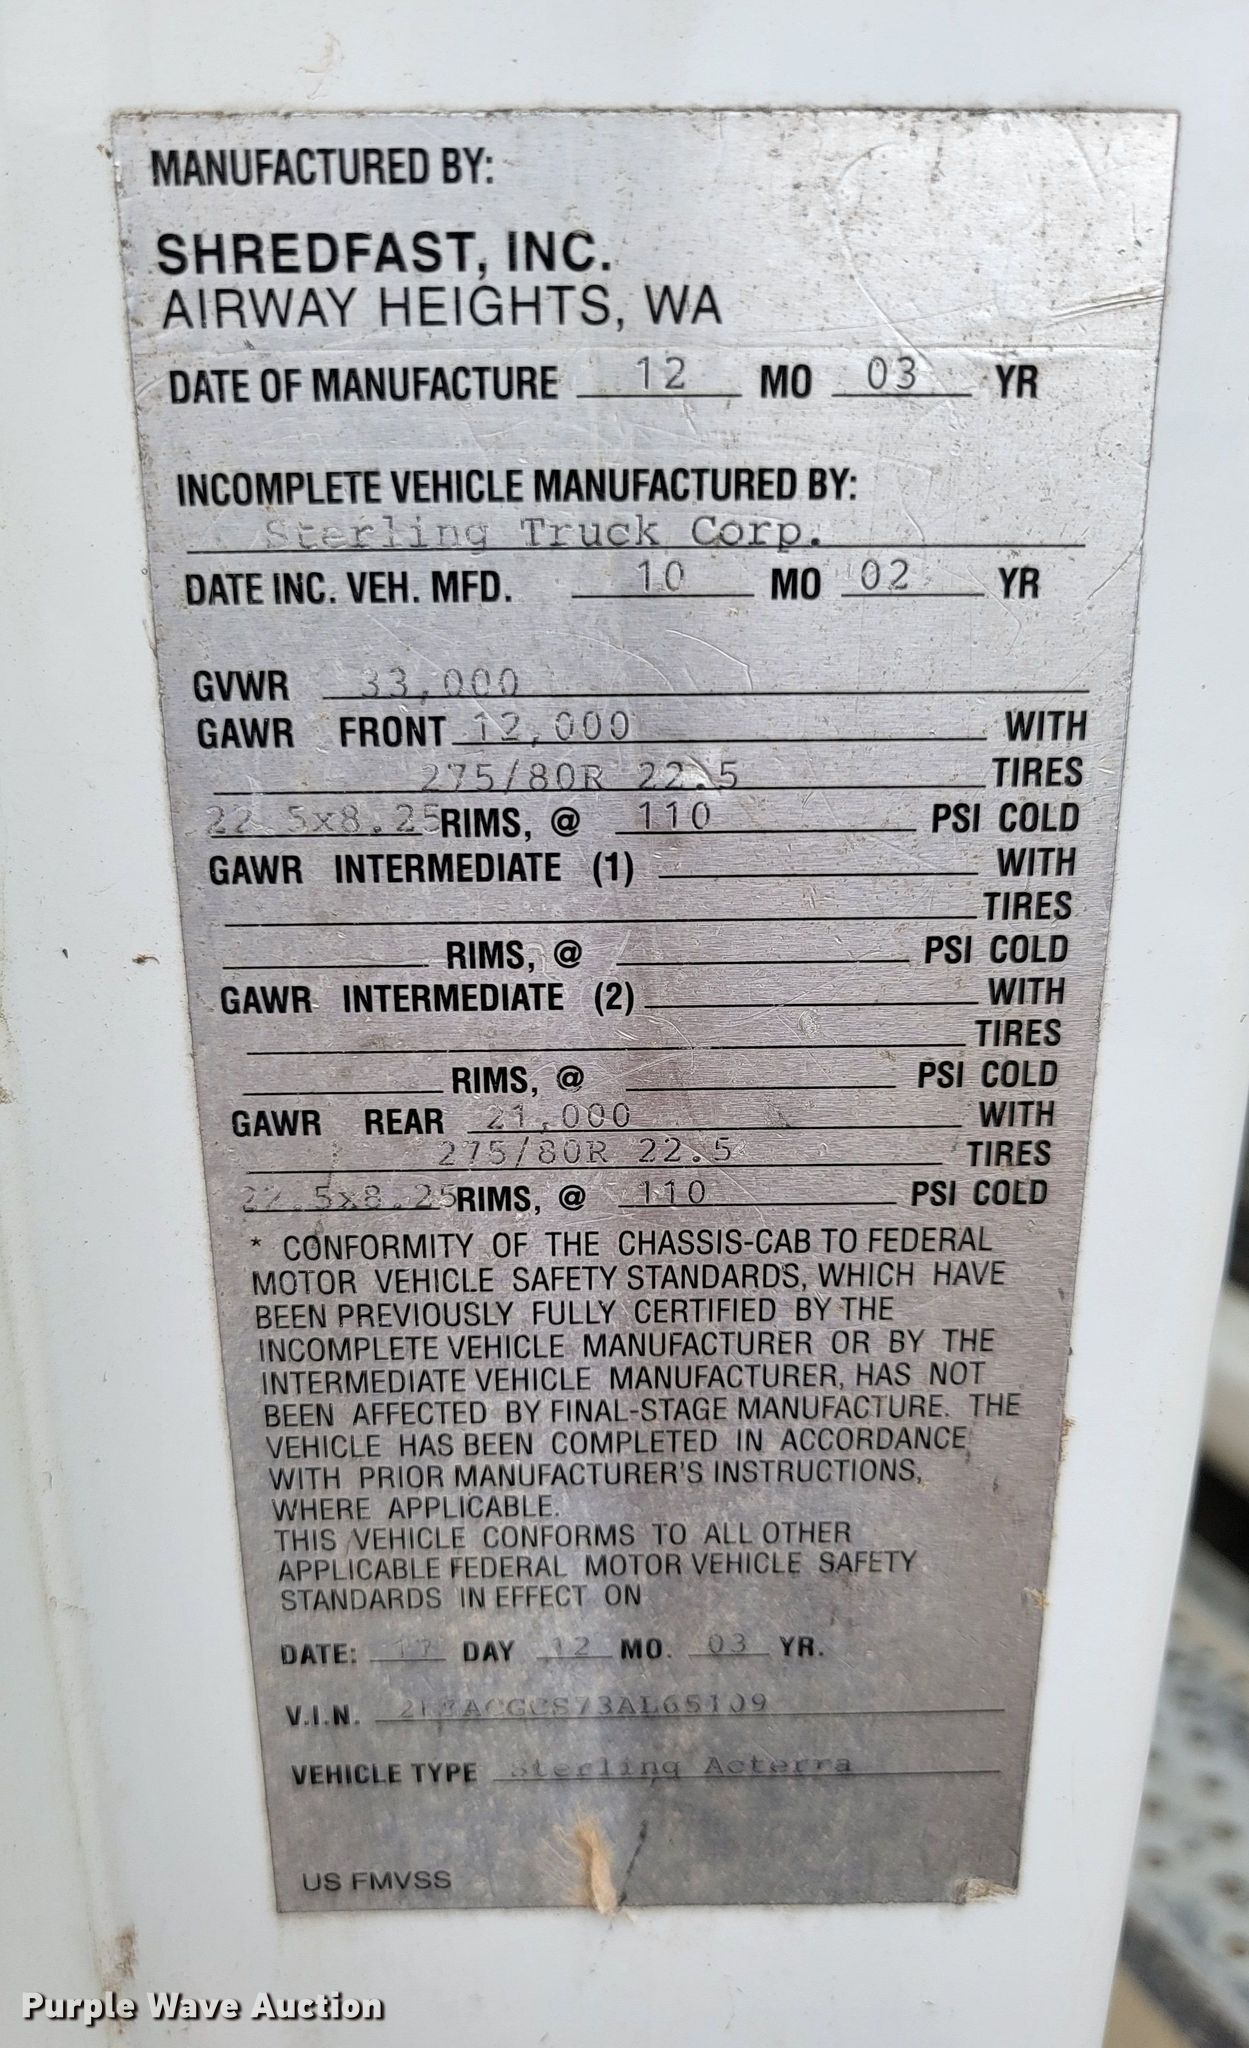 MANUFACTURED BY:
SHREDFAST, INC.
AIRWAY HEIGHTS, WA
DATE OF MANUFACTURE 12 MO 03 YR
INCOMPLETE VEHICLE MANUFACTURED BY:
Sterling Truck Corp.
DATE INC. VEH. MFD. 10 MO 02 YR
GVWR 33,000
GAWR FRONT 12,000 WITH
275/80R 22.5 TIRES
22.5x8.25 RIMS, @ 110 PSI COLD
GAWR INTERMEDIATE (1) WITH
TIRES
RIMS, @ PSI COLD
GAWR INTERMEDIATE (2) WITH
TIRES
RIMS, @ PSI COLD
GAWR REAR 21,000 WITH
275/80R 22.5 TIRES
22.5x8.25 RIMS, @ 110 PSI COLD
* CONFORMITY OF THE CHASSIS-CAB TO FEDERAL
MOTOR VEHICLE SAFETY STANDARDS, WHICH HAVE
BEEN PREVIOUSLY FULLY CERTIFIED BY THE
INCOMPLETE VEHICLE MANUFACTURER OR BY THE
INTERMEDIATE VEHICLE MANUFACTURER, HAS NOT
BEEN AFFECTED BY FINAL-STAGE MANUFACTURE. THE
VEHICLE HAS BEEN COMPLETED IN ACCORDANCE
WITH PRIOR MANUFACTURER'S INSTRUCTIONS,
WHERE APPLICABLE.
THIS VEHICLE CONFORMS TO ALL OTHER
APPLICABLE FEDERAL MOTOR VEHICLE SAFETY
STANDARDS IN EFFECT ON
DATE: 17 DAY 12 MO. 03 YR.
V.I.N.
VEHICLE TYPE Sterling Acterra
US FMVSS
Purple Wave Auction